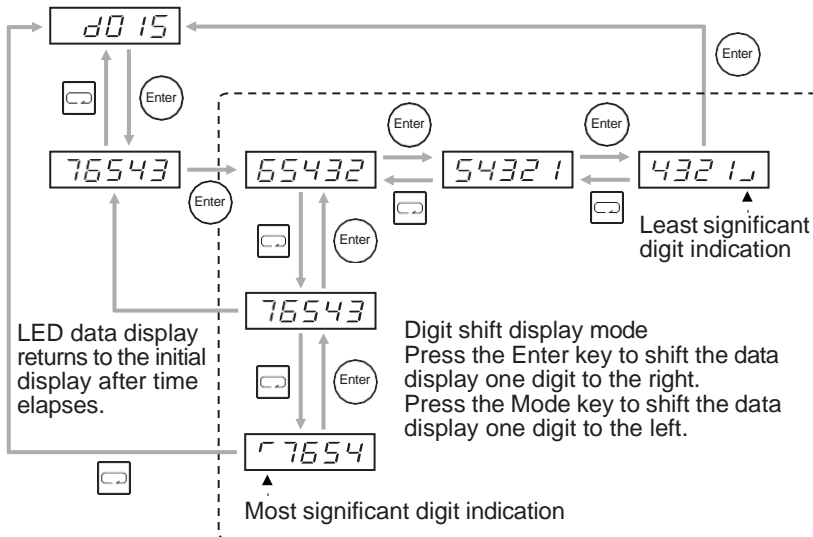 d015
Enter
Enter
Enter
Enter
76543
65432
54321
4321
Enter
Least significant
digit indication
Enter
76543
LED data display
returns to the initial
display after time
elapses.
Digit shift display mode
Press the Enter key to shift the data
display one digit to the right.
Press the Mode key to shift the data
display one digit to the left.
Enter
7654
Most significant digit indication